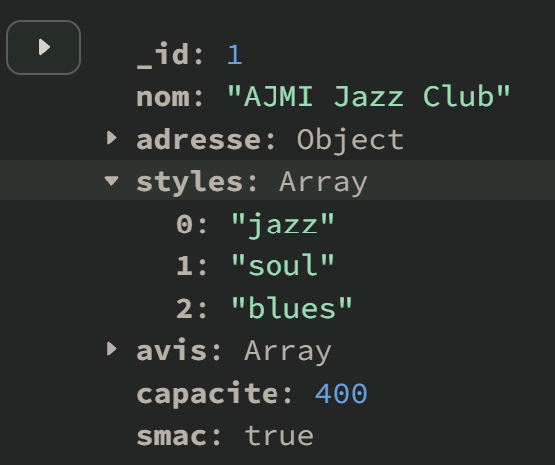 _id: 1
nom: "AJMI Jazz Club"
adresse: Object
styles: Array
0: "jazz"
1: "soul"
2: "blues"
avis: Array
capacite: 400
smac: true